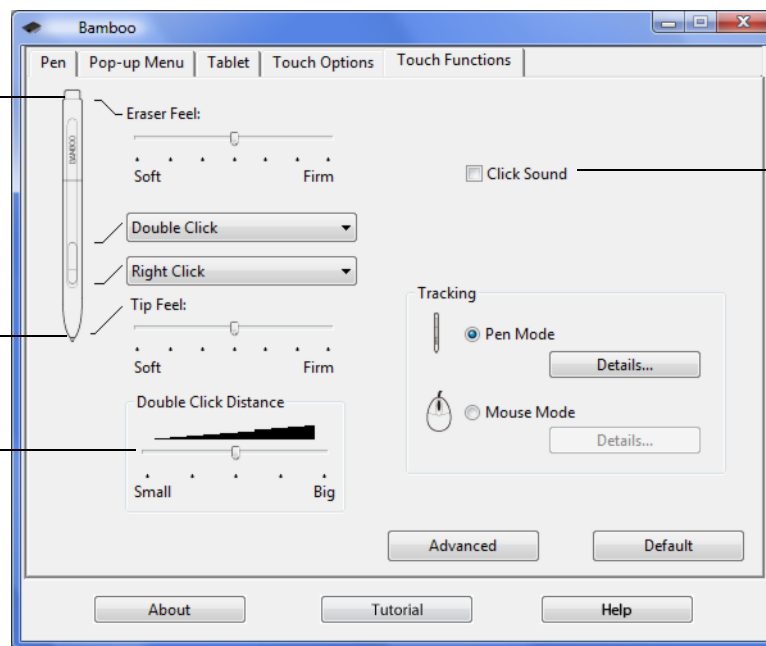 Bamboo
Pen Pop-up Menu Tablet Touch Options Touch Functions
Eraser Feel:
Soft Firm
Click Sound
BAMBOO
Double Click
Right Click
Tip Feel:
Soft Firm
Tracking
Pen Mode
Details...
Mouse Mode
Details...
Double Click Distance
Small Big
Advanced Default
About Tutorial Help